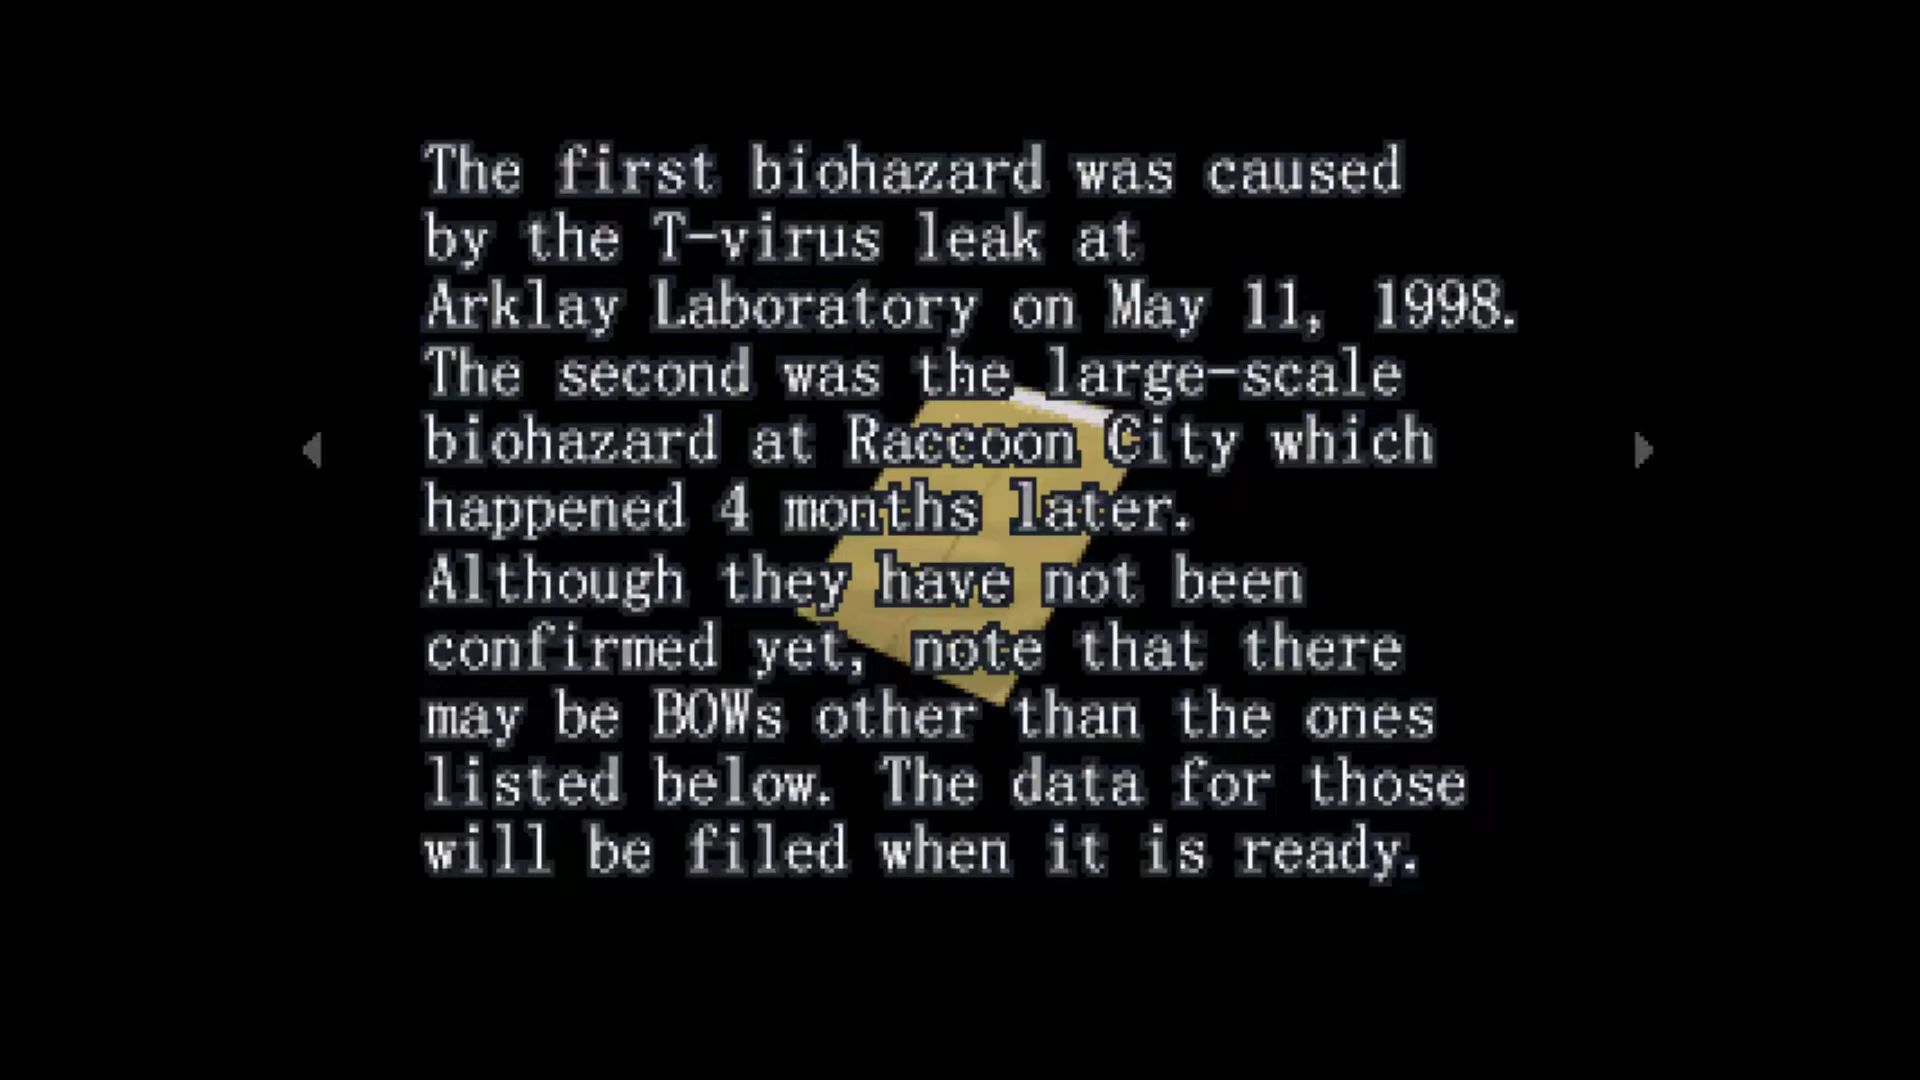 The first biohazard was caused
by the T-virus leak at
Arklay Laboratory on May 11, 1998.
The second was the large-scale
biohazard at Raccoon City which
happened 4 months later.
Although they have not been
confirmed yet, note that there
may be BOWs other than the ones
listed below. The data for those
will be filed when it is ready.